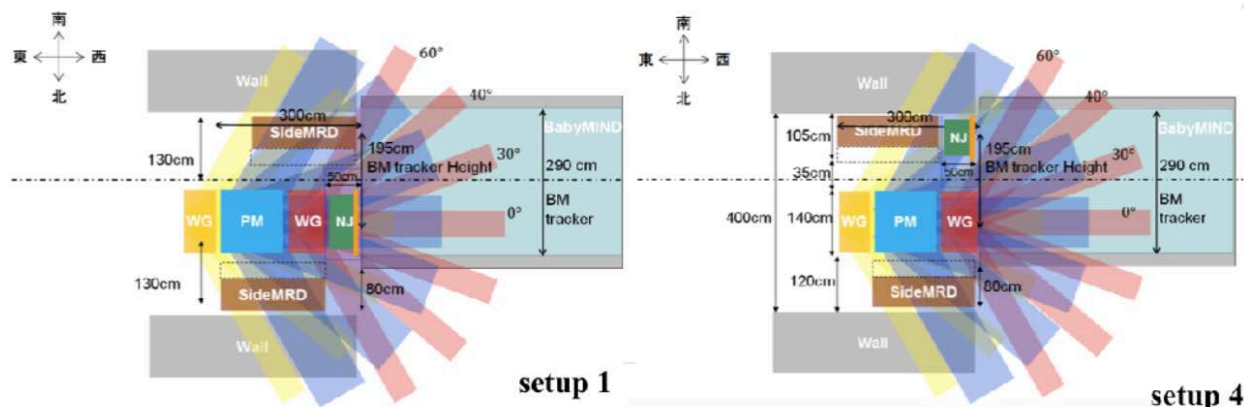 南
東 西
北
Wall
60°
40°
300cm
SideMRD
BabyMIND
130cm
195cm
BM tracker Height
290 cm
30°
50cm
BM
tracker
WG
PM
WG
NJ
0°
130cm
SideMRD
80cm
Wall
setup 1
南
東 西
北
Wall
60°
40°
300cm
SideMRD
NJ
BabyMIND
105cm
195cm
BM tracker Height
290 cm
30°
35cm
50cm
BM
tracker
400cm
140cm
WG
PM
WG
0°
120cm
SideMRD
80cm
Wall
setup 4